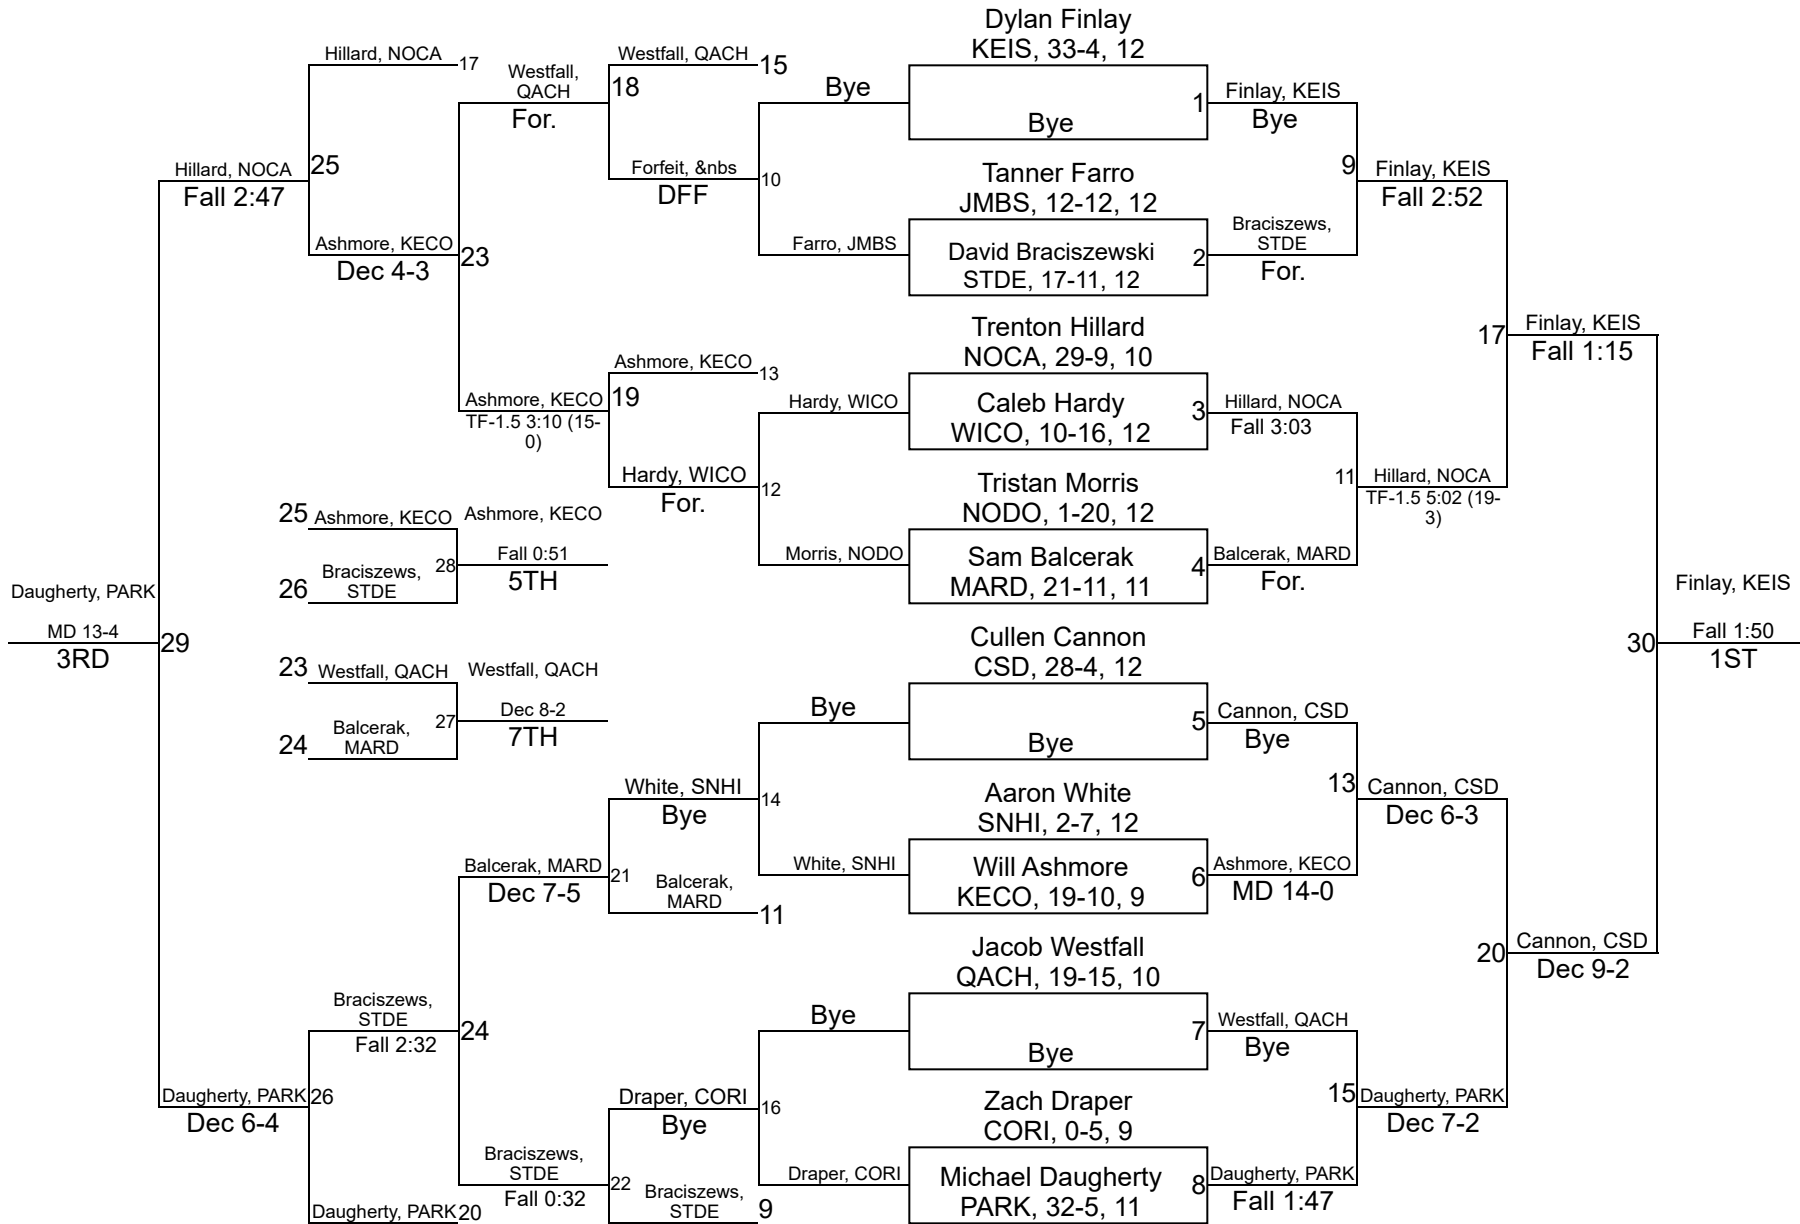 Dylan Finlay
KEIS, 33-4, 12
Bye
1
Tanner Farro
JMBS, 12-12, 12
David Braciszewski
STDE, 17-11, 12
2
Trenton Hillard
NOCA, 29-9, 10
Caleb Hardy
WICO, 10-16, 12
3
Tristan Morris
NODO, 1-20, 12
Sam Balcerak
MARD, 21-11, 11
4
Cullen Cannon
CSD, 28-4, 12
Bye
5
Aaron White
SNHI, 2-7, 12
Will Ashmore
KECO, 19-10, 9
6
Jacob Westfall
QACH, 19-15, 10
Bye
7
Zach Draper
CORI, 0-5, 9
Michael Daugherty
PARK, 32-5, 11
8
Finlay, KEIS
Bye
Braciszews,
STDE
For.
Hillard, NOCA
Fall 3:03
Balcerak, MARD
For.
Cannon, CSD
Bye
Ashmore, KECO
MD 14-0
Westfall, QACH
Bye
Daugherty, PARK
Fall 1:47
9
Finlay, KEIS
Fall 2:52
11
Hillard, NOCA
TF-1.5 5:02 (19-
3)
13
Cannon, CSD
Dec 6-3
15
Daugherty, PARK
Dec 7-2
17
Finlay, KEIS
Fall 1:15
20
Cannon, CSD
Dec 9-2
30
Finlay, KEIS
Fall 1:50
1ST
Bye
Farro, JMBS
Hardy, WICO
Morris, NODO
Bye
White, SNHI
Bye
Draper, CORI
Westfall, QACH
15
Forfeit, &nbs
DFF
10
Ashmore, KECO
13
Hardy, WICO
For.
12
White, SNHI
Bye
14
Balcerak,
MARD
11
Draper, CORI
Bye
16
Braciszews,
STDE
9
Westfall,
QACH
For.
18
Ashmore, KECO
TF-1.5 3:10 (15-
0)
19
Balcerak, MARD
Dec 7-5
21
Braciszews,
STDE
Fall 0:32
22
Hillard, NOCA
17
Ashmore, KECO
Dec 4-3
23
Braciszews,
STDE
Fall 2:32
24
Daugherty, PARK
20
Hillard, NOCA
Fall 2:47
25
Daugherty, PARK
Dec 6-4
26
25
Ashmore, KECO
26
Braciszews,
STDE
28
Ashmore, KECO
Fall 0:51
5TH
23
Westfall, QACH
24
Balcerak,
MARD
27
Westfall, QACH
Dec 8-2
7TH
Daugherty, PARK
MD 13-4
3RD
29